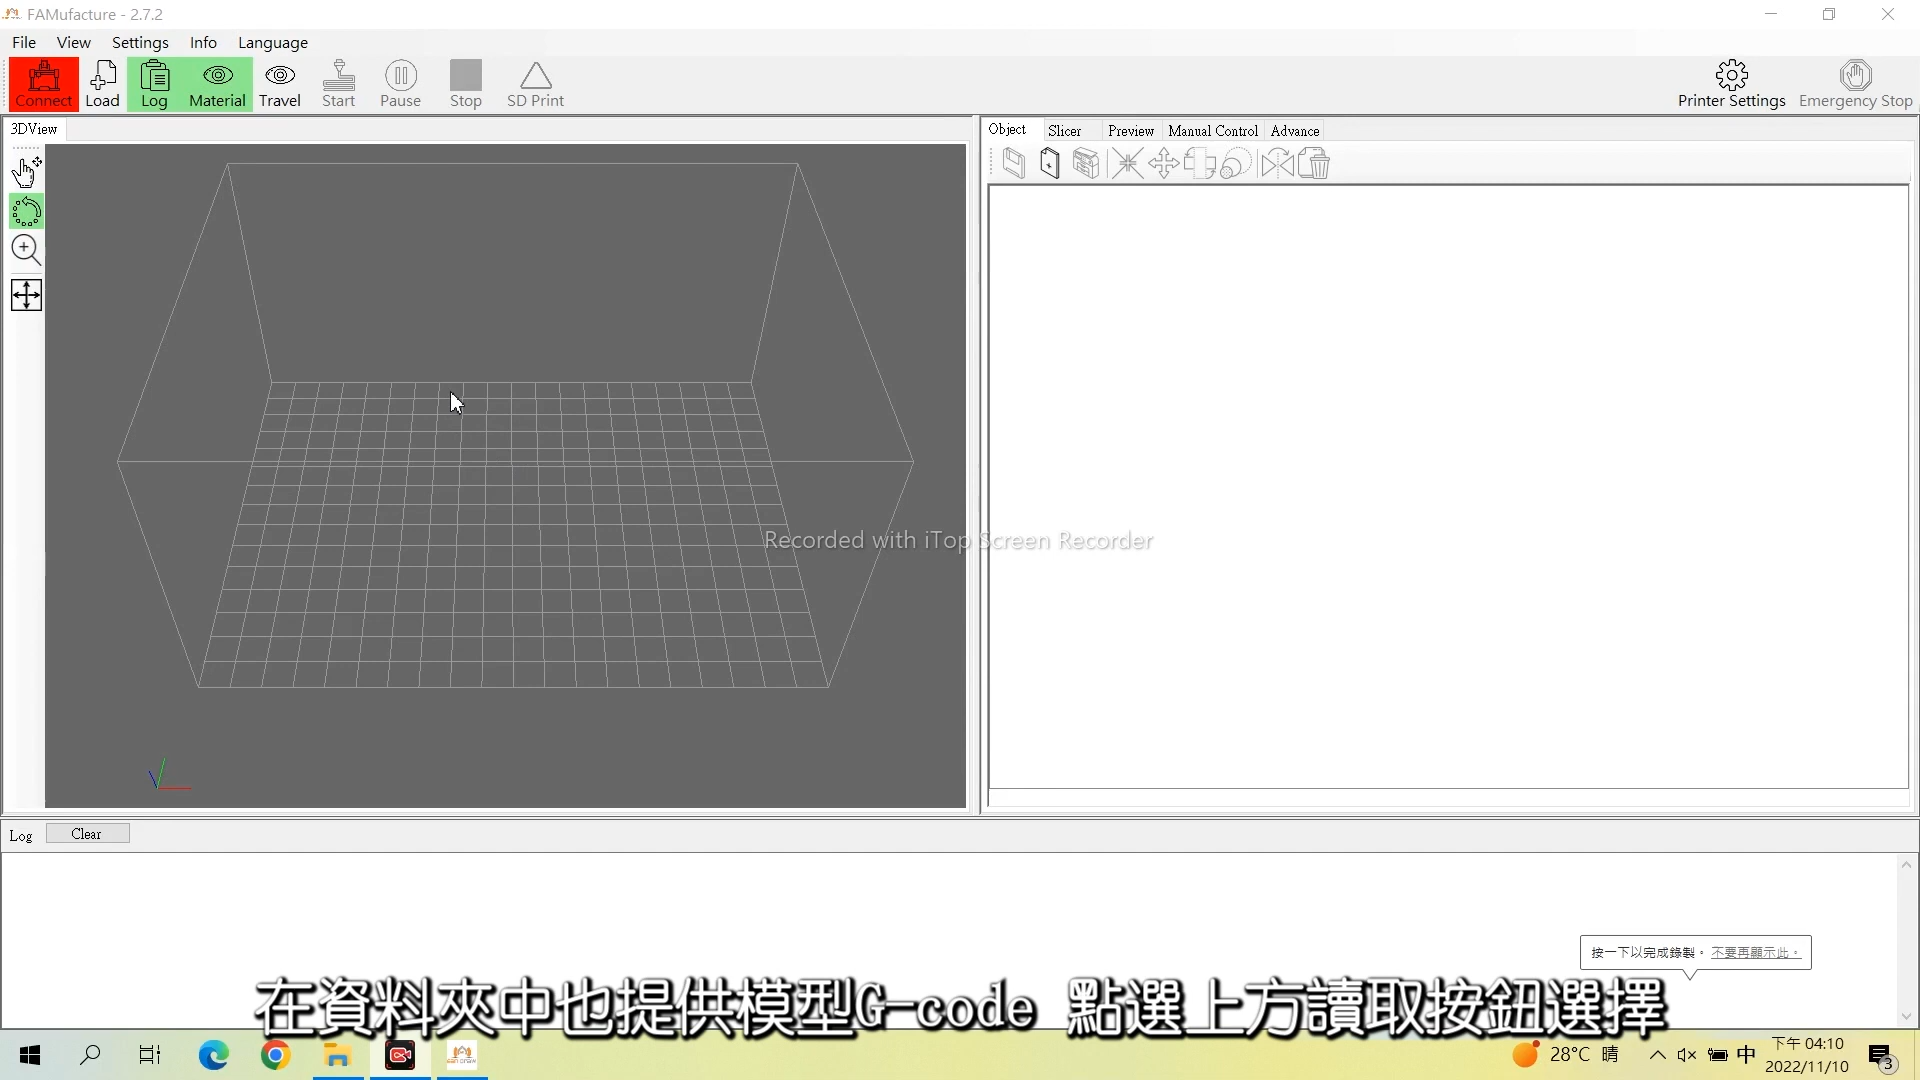 FAMufacture - 2.7.2
File View Settings Info Language
Connect Load Log Material Travel Start Pause Stop SD Print Printer Settings Emergency Stop
3DView
Object Slicer Preview Manual Control Advance
Recorded with iTop Screen Recorder
Log Clear
按一下以完成錄製。 不要再顯示此。
在資料夾中也提供模型G-code 點選上方讀取按鈕選擇
28°C 晴 中 下午 04:10
2022/11/10 3